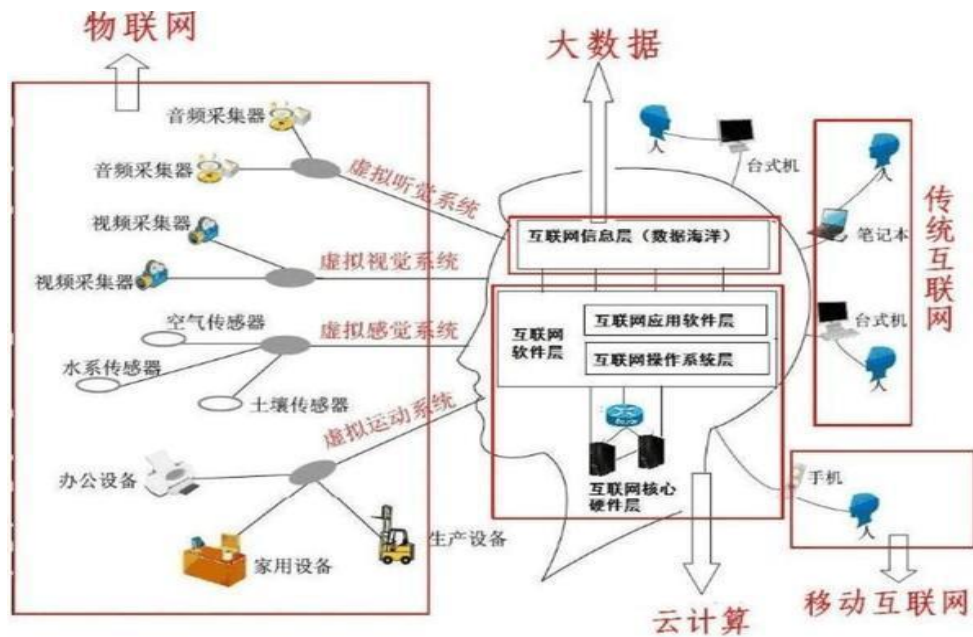 物联网
大数据
音频采集器
音频采集器
虚拟听觉系统
视频采集器
视频采集器
虚拟视觉系统
空气传感器
水系传感器
土壤传感器
虚拟感觉系统
虚拟运动系统
办公设备
家用设备
生产设备
互联网信息层（数据海洋）
互联网
软件层
互联网应用软件层
互联网操作系统层
互联网核心
硬件层
云计算
人
台式机
人
笔记本
台式机
人
传统互联网
手机
人
移动互联网